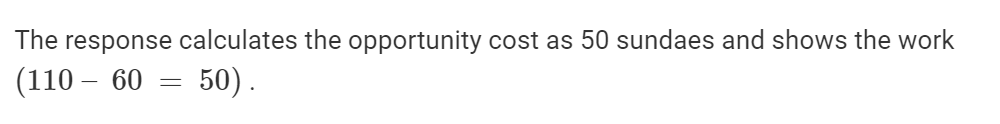 The response calculates the opportunity cost as 50 sundaes and shows the work
(110 – 60 = 50) .